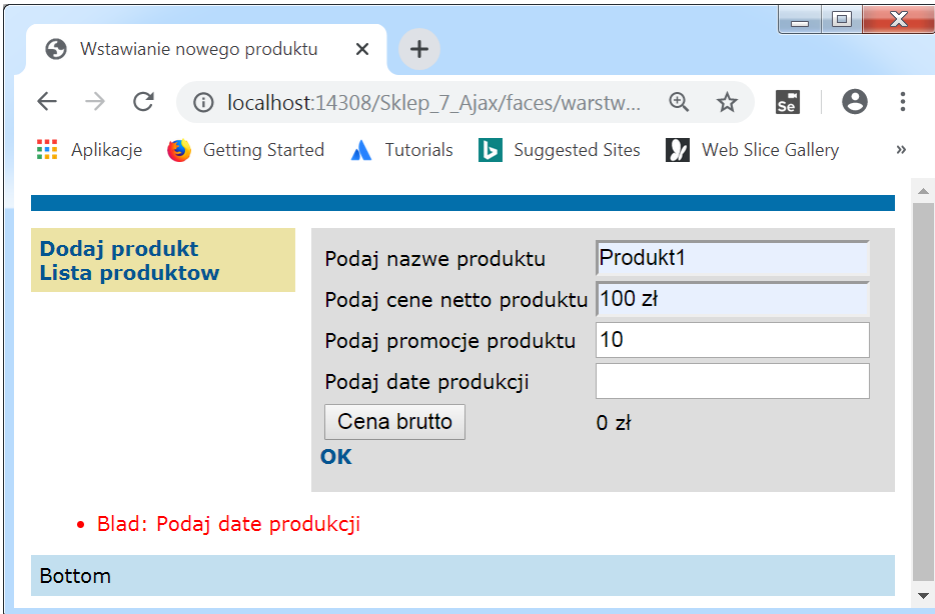 Wstawianie nowego produktu
localhost:14308/Sklep_7_Ajax/faces/warstw...
Se
Aplikacje Getting Started Tutorials Suggested Sites Web Slice Gallery »
Dodaj produkt
Lista produktow
Podaj nazwe produktu Produkt1
Podaj cene netto produktu 100 zł
Podaj promocje produktu 10
Podaj date produkcji
Cena brutto 0 zł
OK
• Blad: Podaj date produkcji
Bottom